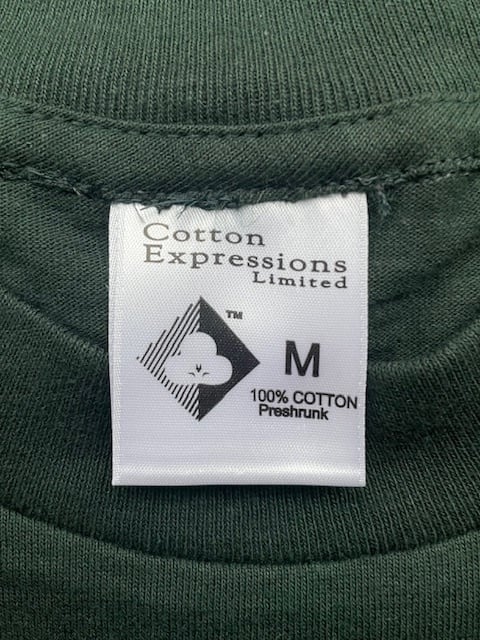 Cotton
Expressions
Limited
™
M
100% COTTON
Preshrunk